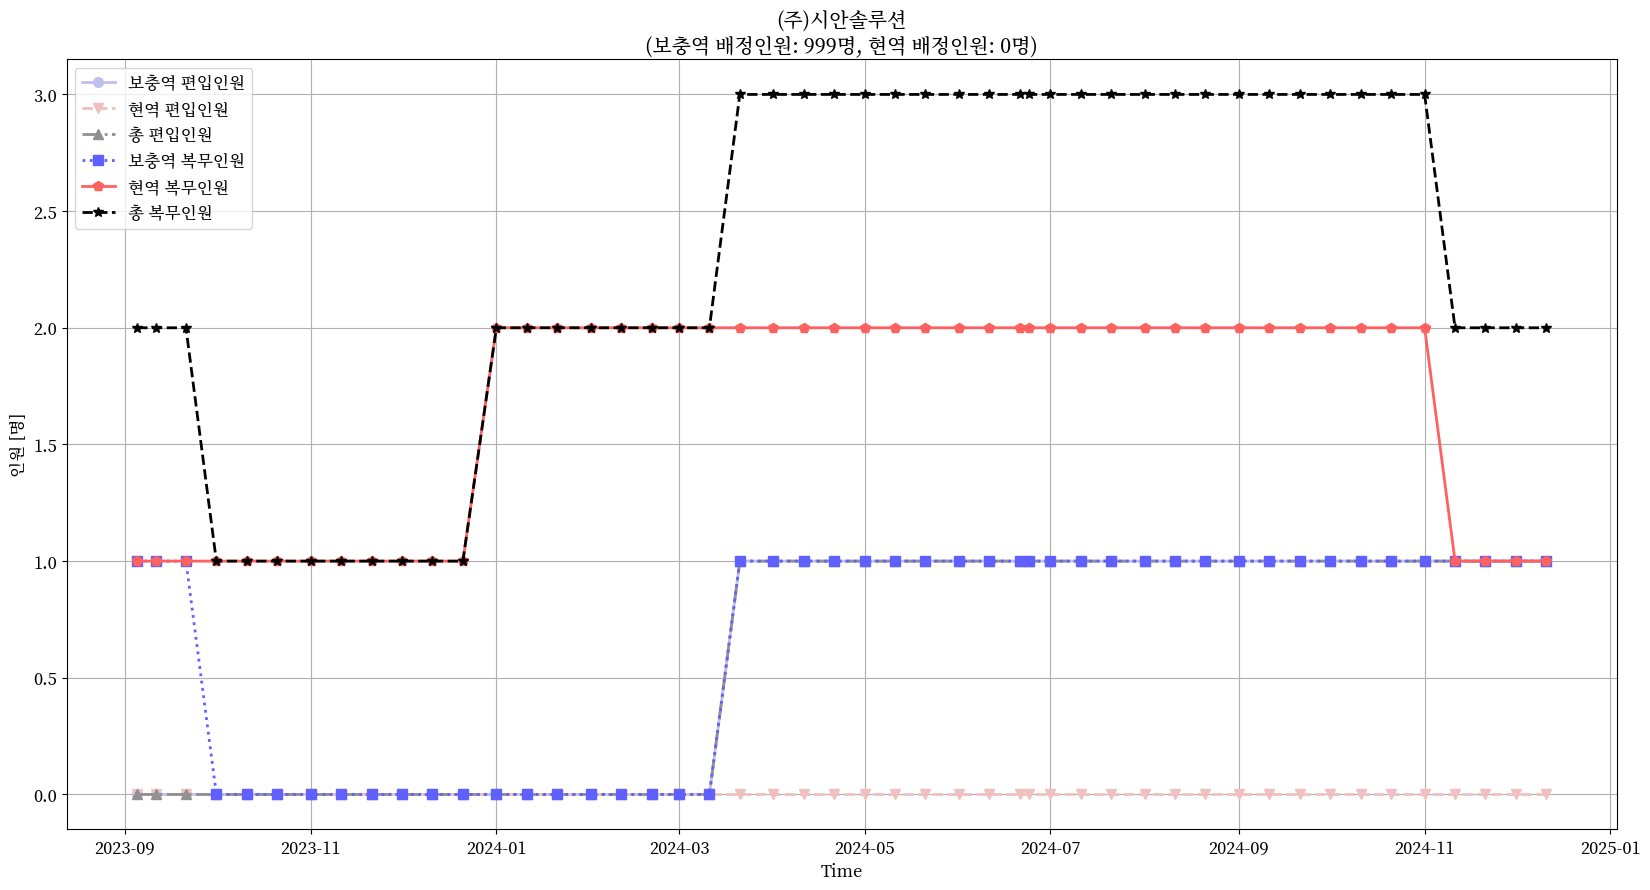 (주)시안솔루션
(보충역 배정인원: 999명, 현역 배정인원: 0명)
보충역 편입인원
현역 편입인원
총 편입인원
보충역 복무인원
현역 복무인원
총 복무인원
인원 [명]
3.0
2.5
2.0
1.5
1.0
0.5
0.0
2023-09
2023-11
2024-01
2024-03
2024-05
2024-07
2024-09
2024-11
2025-01
Time